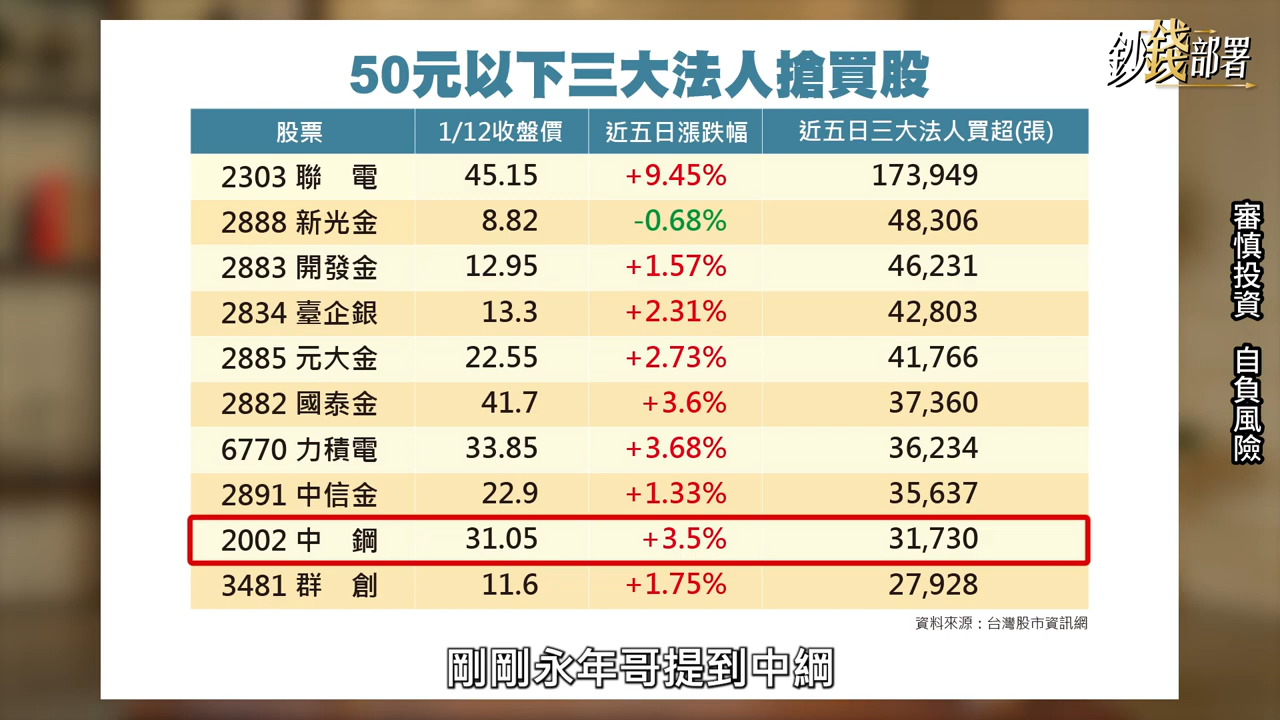 50元以下三大法人搶買股
鈔錢部署
股票 1/12收盤價 近五日漲跌幅 近五日三大法人買超(張)
2303 聯 電 45.15 +9.45% 173,949
2888 新光金 8.82 -0.68% 48,306
2883 開發金 12.95 +1.57% 46,231
2834 臺企銀 13.3 +2.31% 42,803
2885 元大金 22.55 +2.73% 41,766
2882 國泰金 41.7 +3.6% 37,360
6770 力積電 33.85 +3.68% 36,234
2891 中信金 22.9 +1.33% 35,637
2002 中 鋼 31.05 +3.5% 31,730
3481 群 創 11.6 +1.75% 27,928
資料來源：台灣股市資訊網
審慎投資 自負風險
剛剛永年哥提到中綱